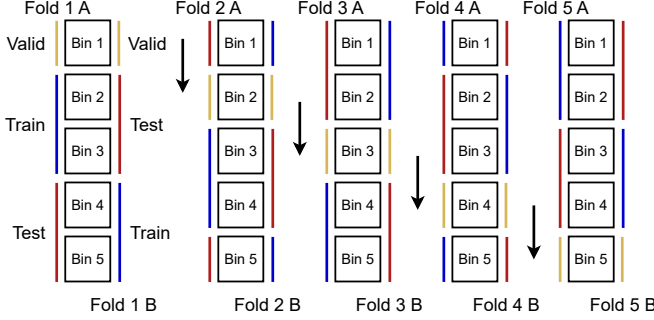 Fold 1 A Fold 2 A Fold 3 A Fold 4 A Fold 5 A
Valid Bin 1 Valid Bin 1 Bin 1 Bin 1 Bin 1
Bin 2 Bin 2 Bin 2 Bin 2 Bin 2
Train Test
Bin 3 Bin 3 Bin 3 Bin 3 Bin 3
Bin 4 Bin 4 Bin 4 Bin 4 Bin 4
Test Train
Bin 5 Bin 5 Bin 5 Bin 5 Bin 5
Fold 1 B Fold 2 B Fold 3 B Fold 4 B Fold 5 B